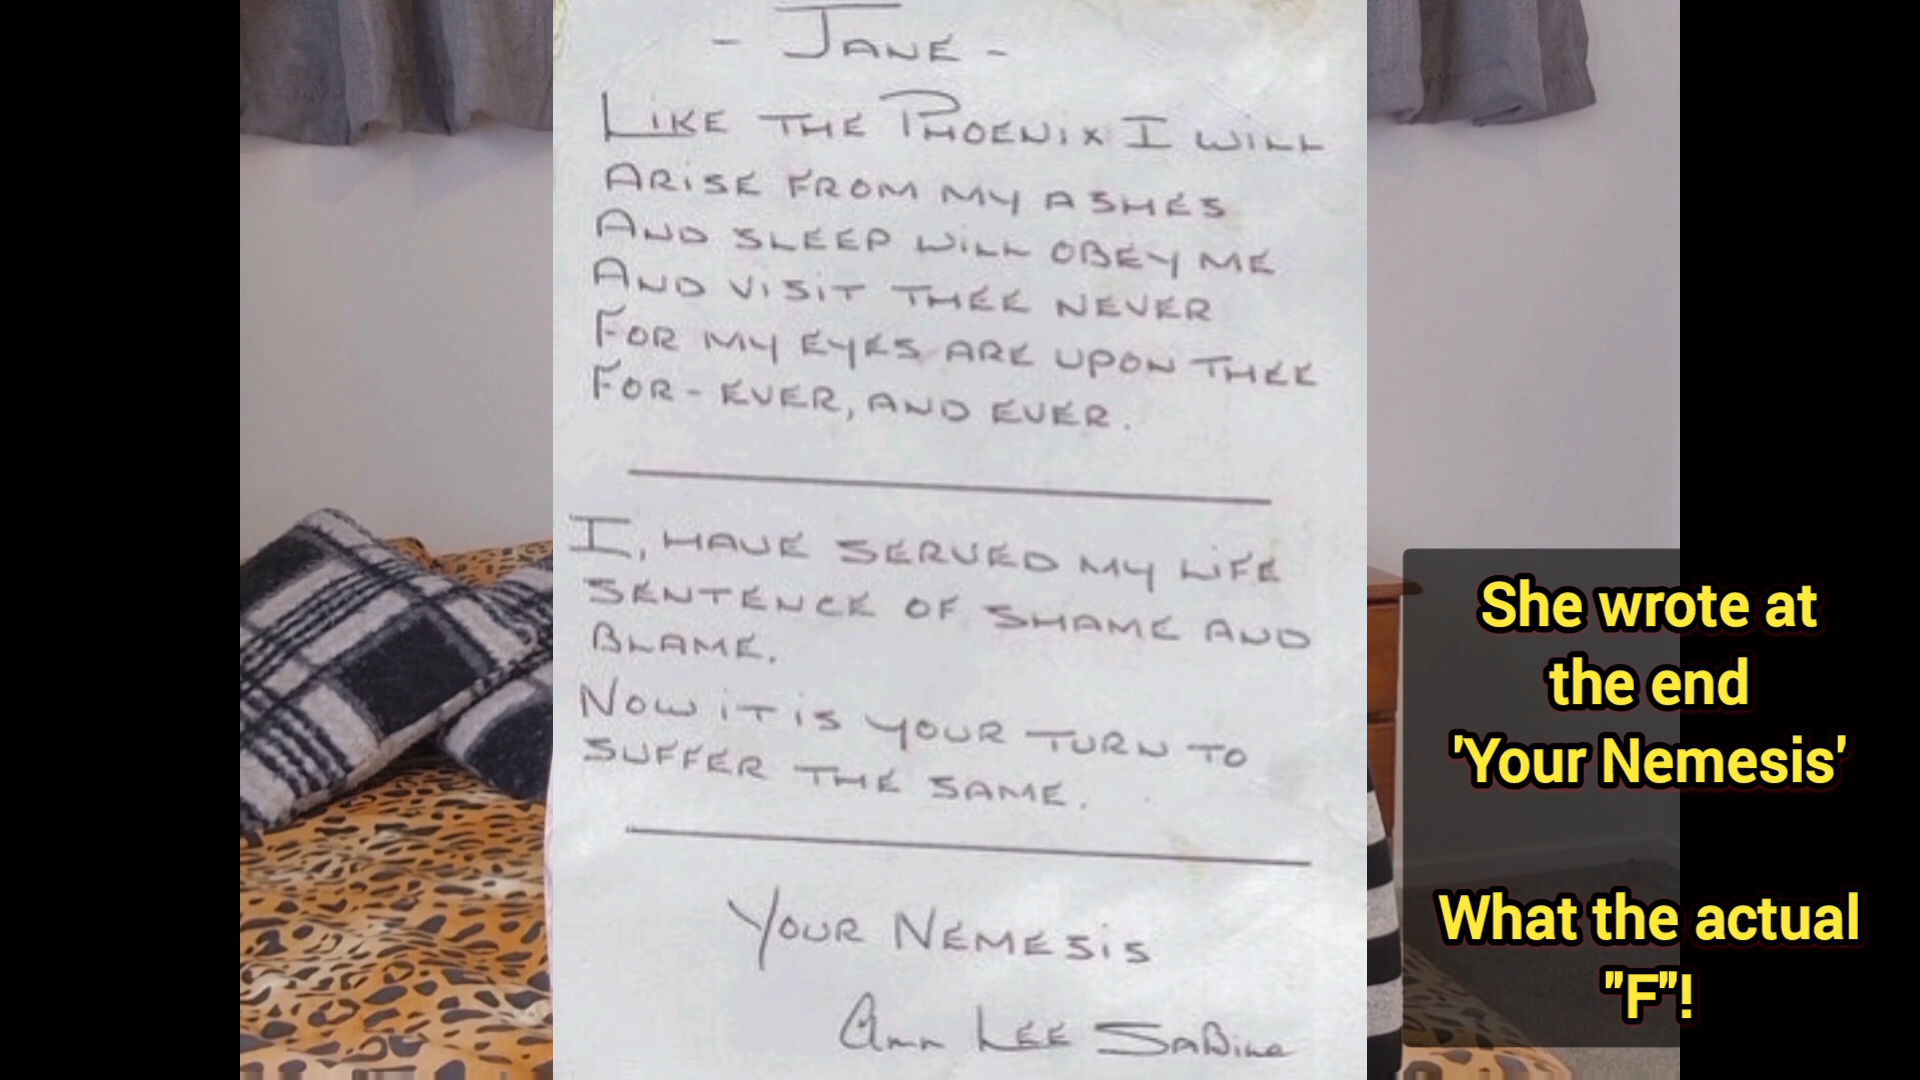 - JANE -
LIKE THE PHOENIX I WILL
ARISE FROM MY ASHES
AND SLEEP WILL OBEY ME
AND VISIT THEE NEVER
FOR MY EYES ARE UPON THEE
FOR-EVER, AND EVER.
I, HAVE SERVED MY LIFE
SENTENCE OF SHAME AND
BLAME.
NOW IT IS YOUR TURN TO
SUFFER THE SAME.
YOUR NEMESIS
Ann LEE SABine
She wrote at
the end
'Your Nemesis'
What the actual
"F"!